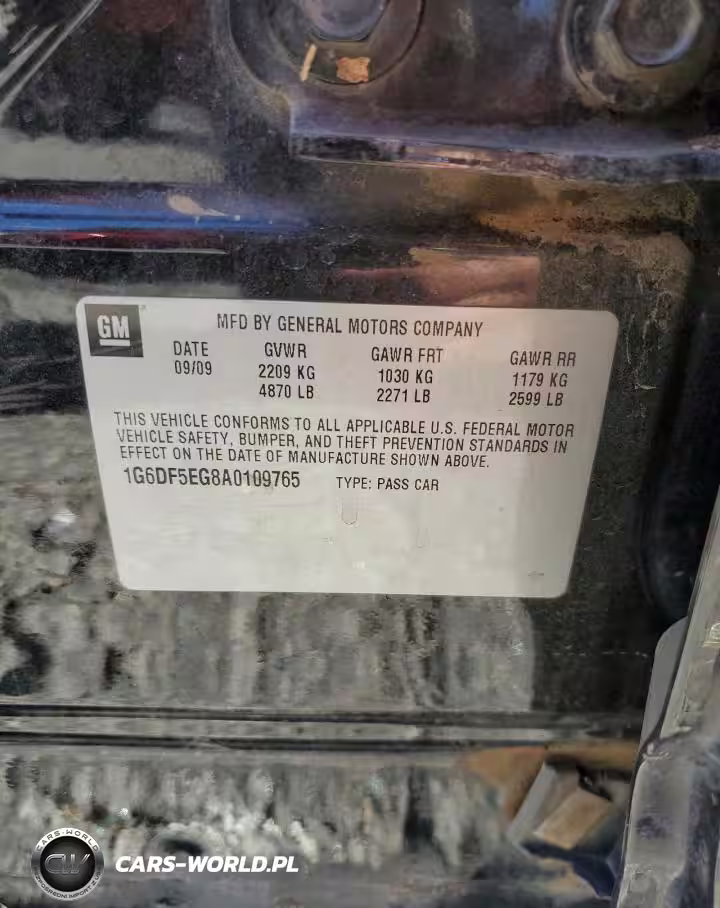 GM
MFD BY GENERAL MOTORS COMPANY
DATE GVWR GAWR FRT GAWR RR
09/09 2209 KG 1030 KG 1179 KG
4870 LB 2271 LB 2599 LB
THIS VEHICLE CONFORMS TO ALL APPLICABLE U.S. FEDERAL MOTOR
VEHICLE SAFETY, BUMPER, AND THEFT PREVENTION STANDARDS IN
EFFECT ON THE DATE OF MANUFACTURE SHOWN ABOVE.
1G6DF5EG8A0109765 TYPE: PASS CAR
CARS-WORLD
CW
CARS-WORLD.PL